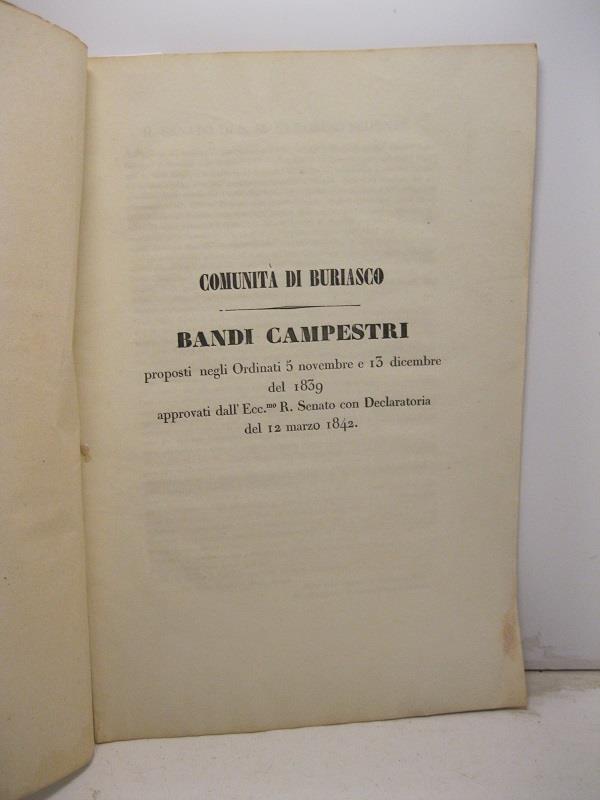 COMUNITÀ DI BURIASCO
BANDI CAMPESTRI
proposti negli Ordinati 5 novembre e 13 dicembre
del 1839
approvati dall' Ecc.mo R. Senato con Declaratoria
del 12 marzo 1842.